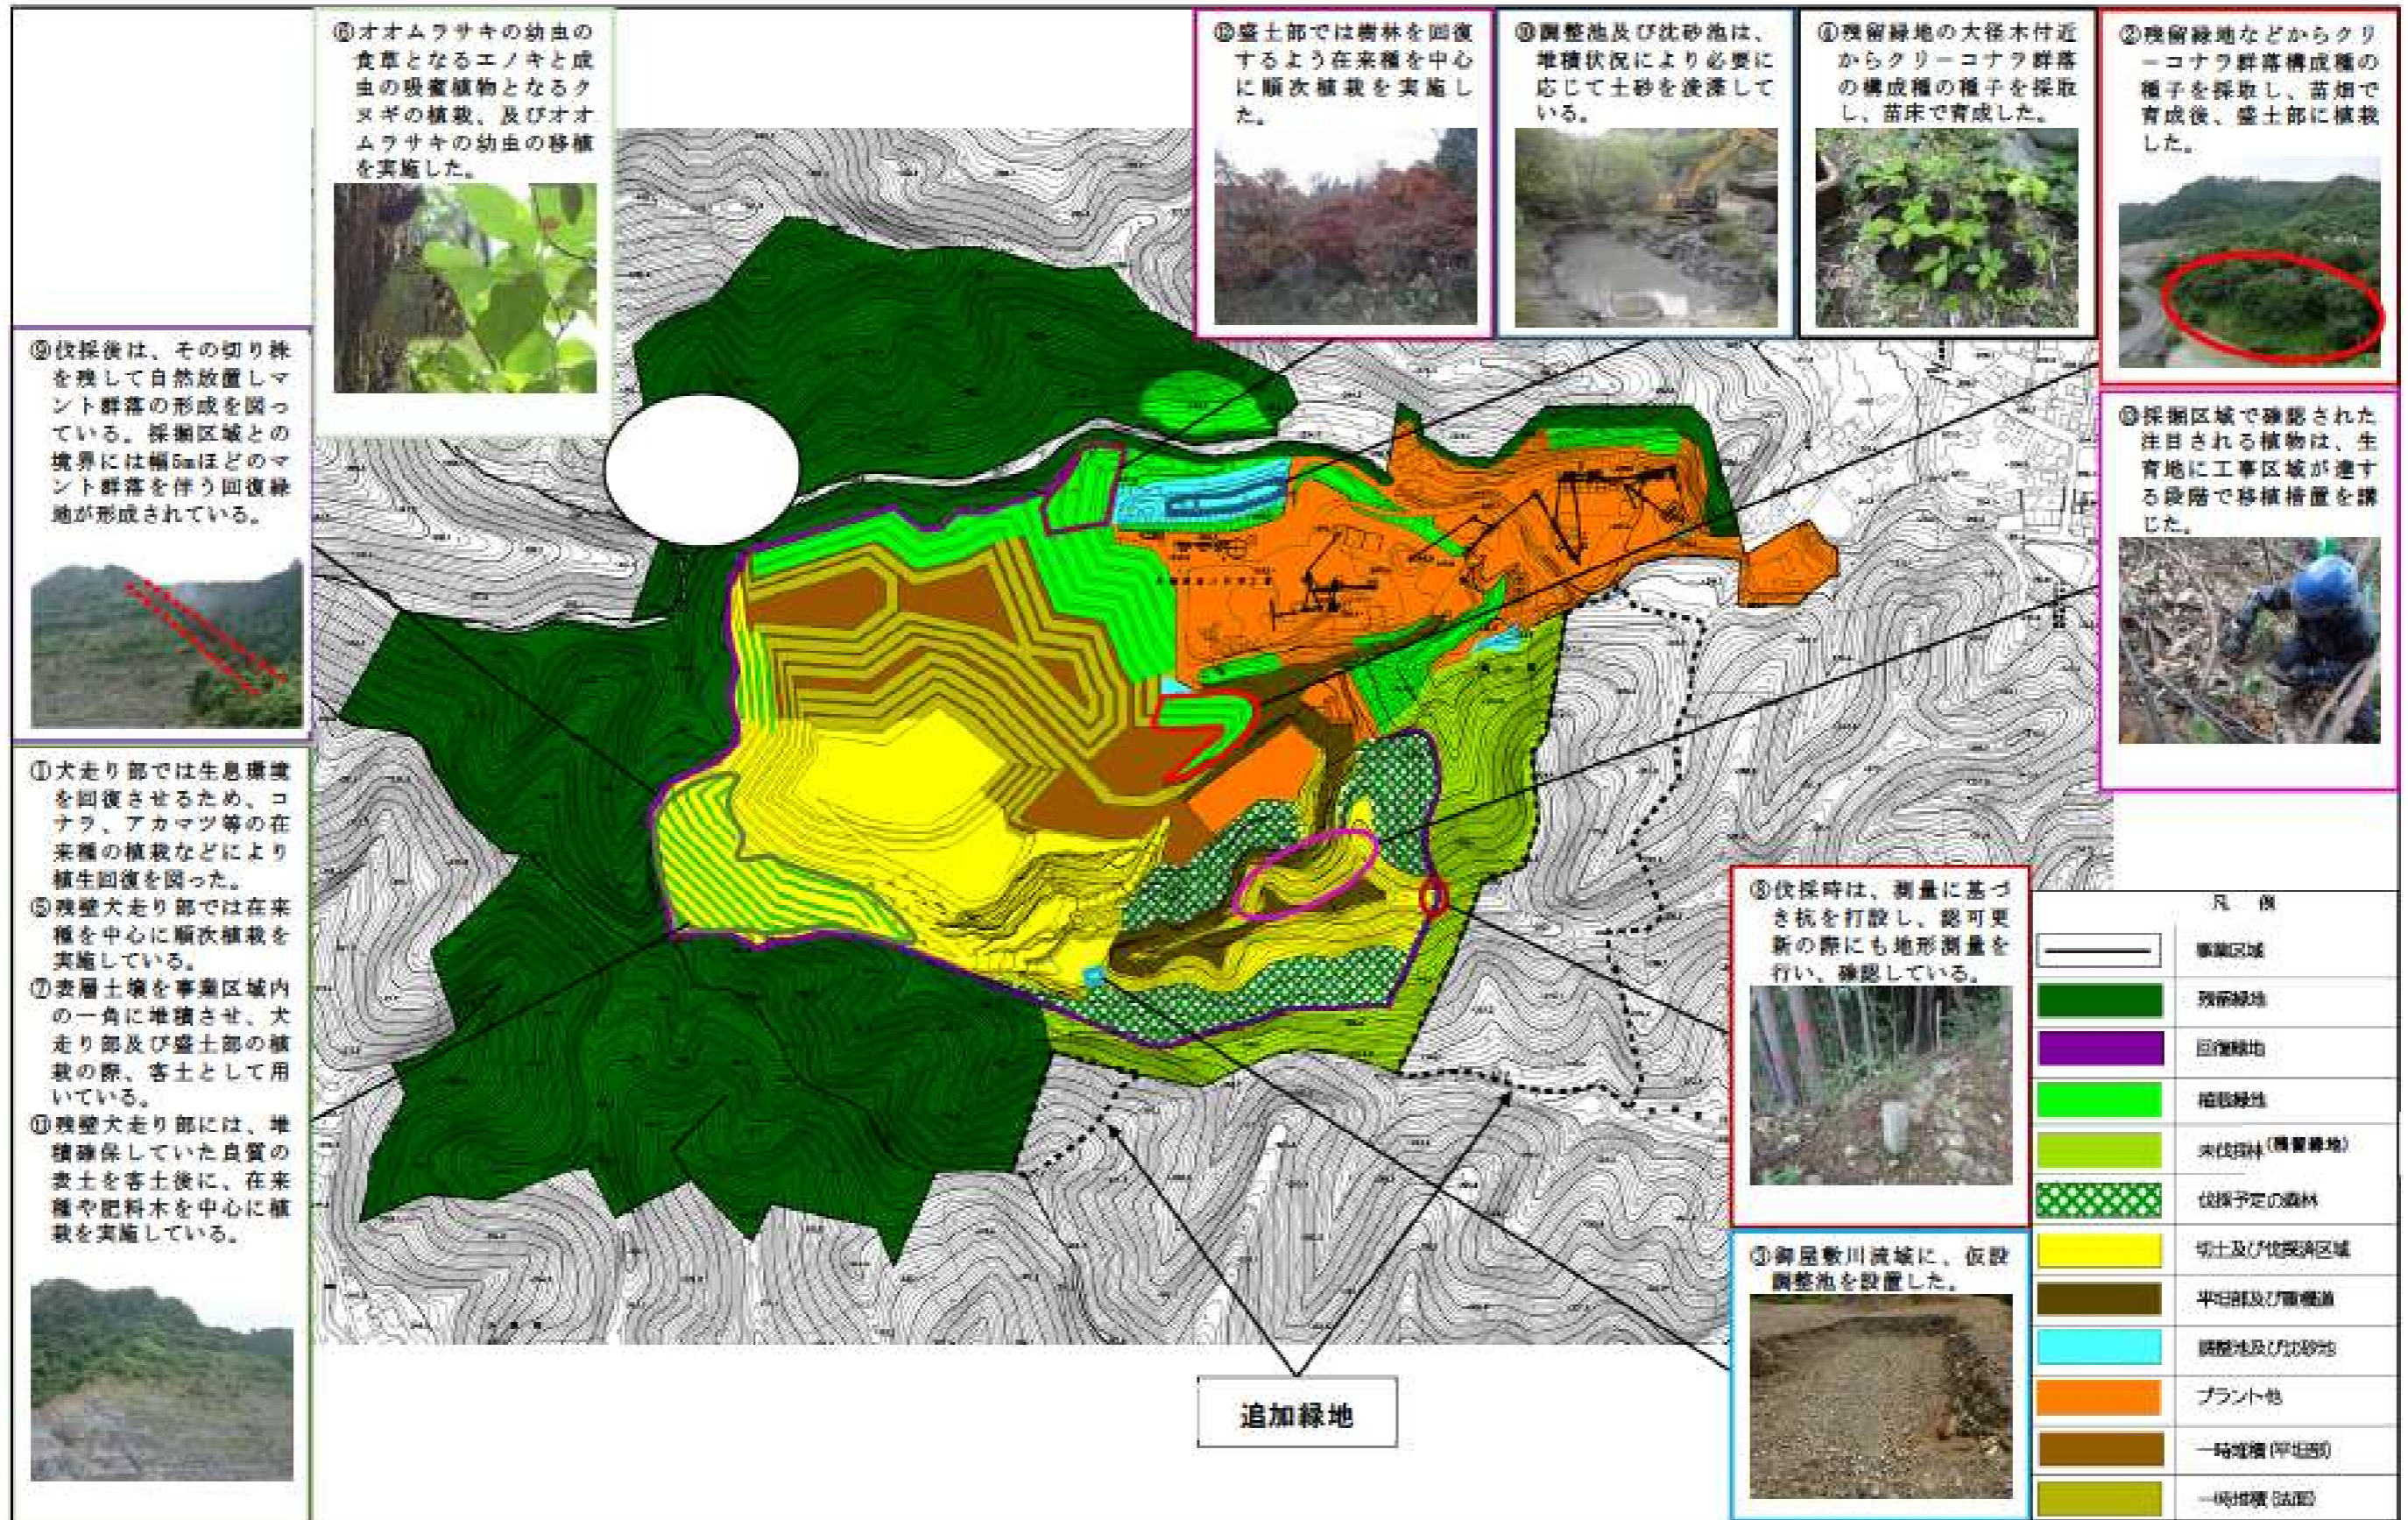 ⑥オオムラサキの幼虫の
食草となるエノキと成
虫の吸蜜植物となるク
ヌギの植栽、及びオオ
ムラサキの幼虫の移植
を実施した。
⑫盛土部では樹林を回復
するよう在来種を中心
に順次植栽を実施し
た。
⑩調整池及び沈砂池は、
堆積状況により必要に
応じて土砂を浚渫して
いる。
④残留緑地の大径木付近
からクリーコナラ群落
の構成種の種子を採取
し、苗床で育成した。
②残留緑地などからクリ
ーコナラ群落構成種の
種子を採取し、苗畑で
育成後、盛土部に植栽
した。
⑨伐採後は、その切り株
を残して自然放置しマ
ント群落の形成を図っ
ている。採掘区域との
境界には幅5mほどのマ
ント群落を伴う回復緑
地が形成されている。
⑬採掘区域で確認された
注目される植物は、生
育地に工事区域が達す
る段階で移植措置を講
じた。
①犬走り部では生息環境
を回復させるため、コ
ナラ、アカマツ等の在
来種の植栽などにより
植生回復を図った。
⑤残壁犬走り部では在来
種を中心に順次植栽を
実施している。
⑦表層土壌を事業区域内
の一角に堆積させ、犬
走り部及び盛土部の植
栽の際、客土として用
いている。
⑪残壁犬走り部には、堆
積確保していた良質の
表土を客土後に、在来
種や肥料木を中心に植
栽を実施している。
⑧伐採時は、測量に基づ
き杭を打設し、認可更
新の際にも地形測量を
行い、確認している。
③御屋敷川流域に、仮設
調整池を設置した。
追加緑地
凡 例
事業区域
残留緑地
回復緑地
植栽緑地
未伐採林(残留緑地)
伐採予定の森林
切土及び伐採済区域
平坦部及び重機道
調整池及び沈砂池
プラント他
一時堆積(平坦部)
一時堆積(法面)